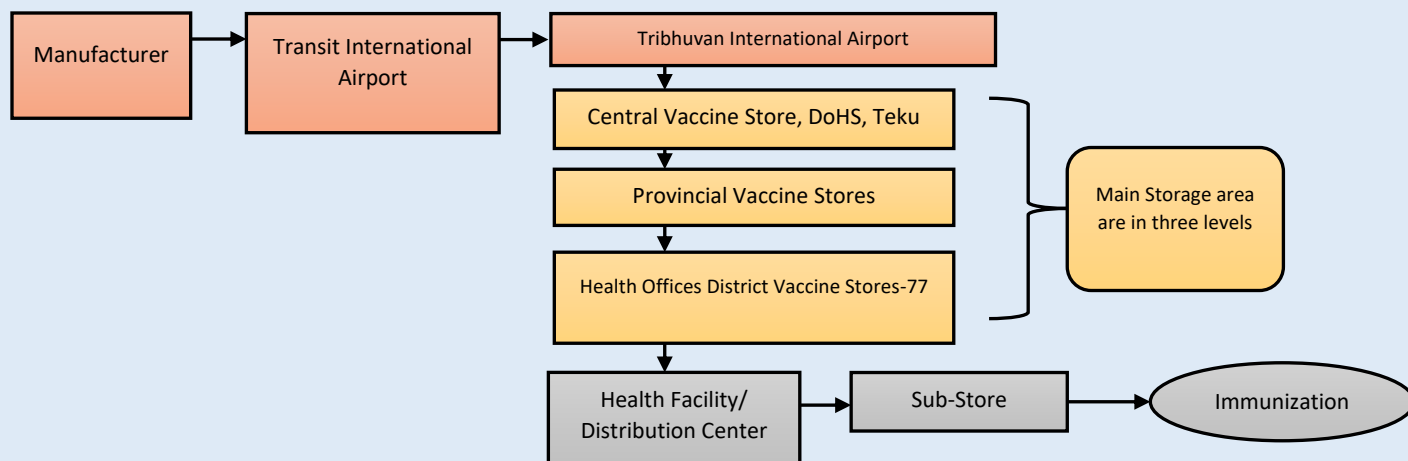 Manufacturer
Transit International
Airport
Tribhuvan International Airport
Central Vaccine Store, DoHS, Teku
Provincial Vaccine Stores
Health Offices District Vaccine Stores-77
Main Storage area
are in three levels
Health Facility/
Distribution Center
Sub-Store
Immunization